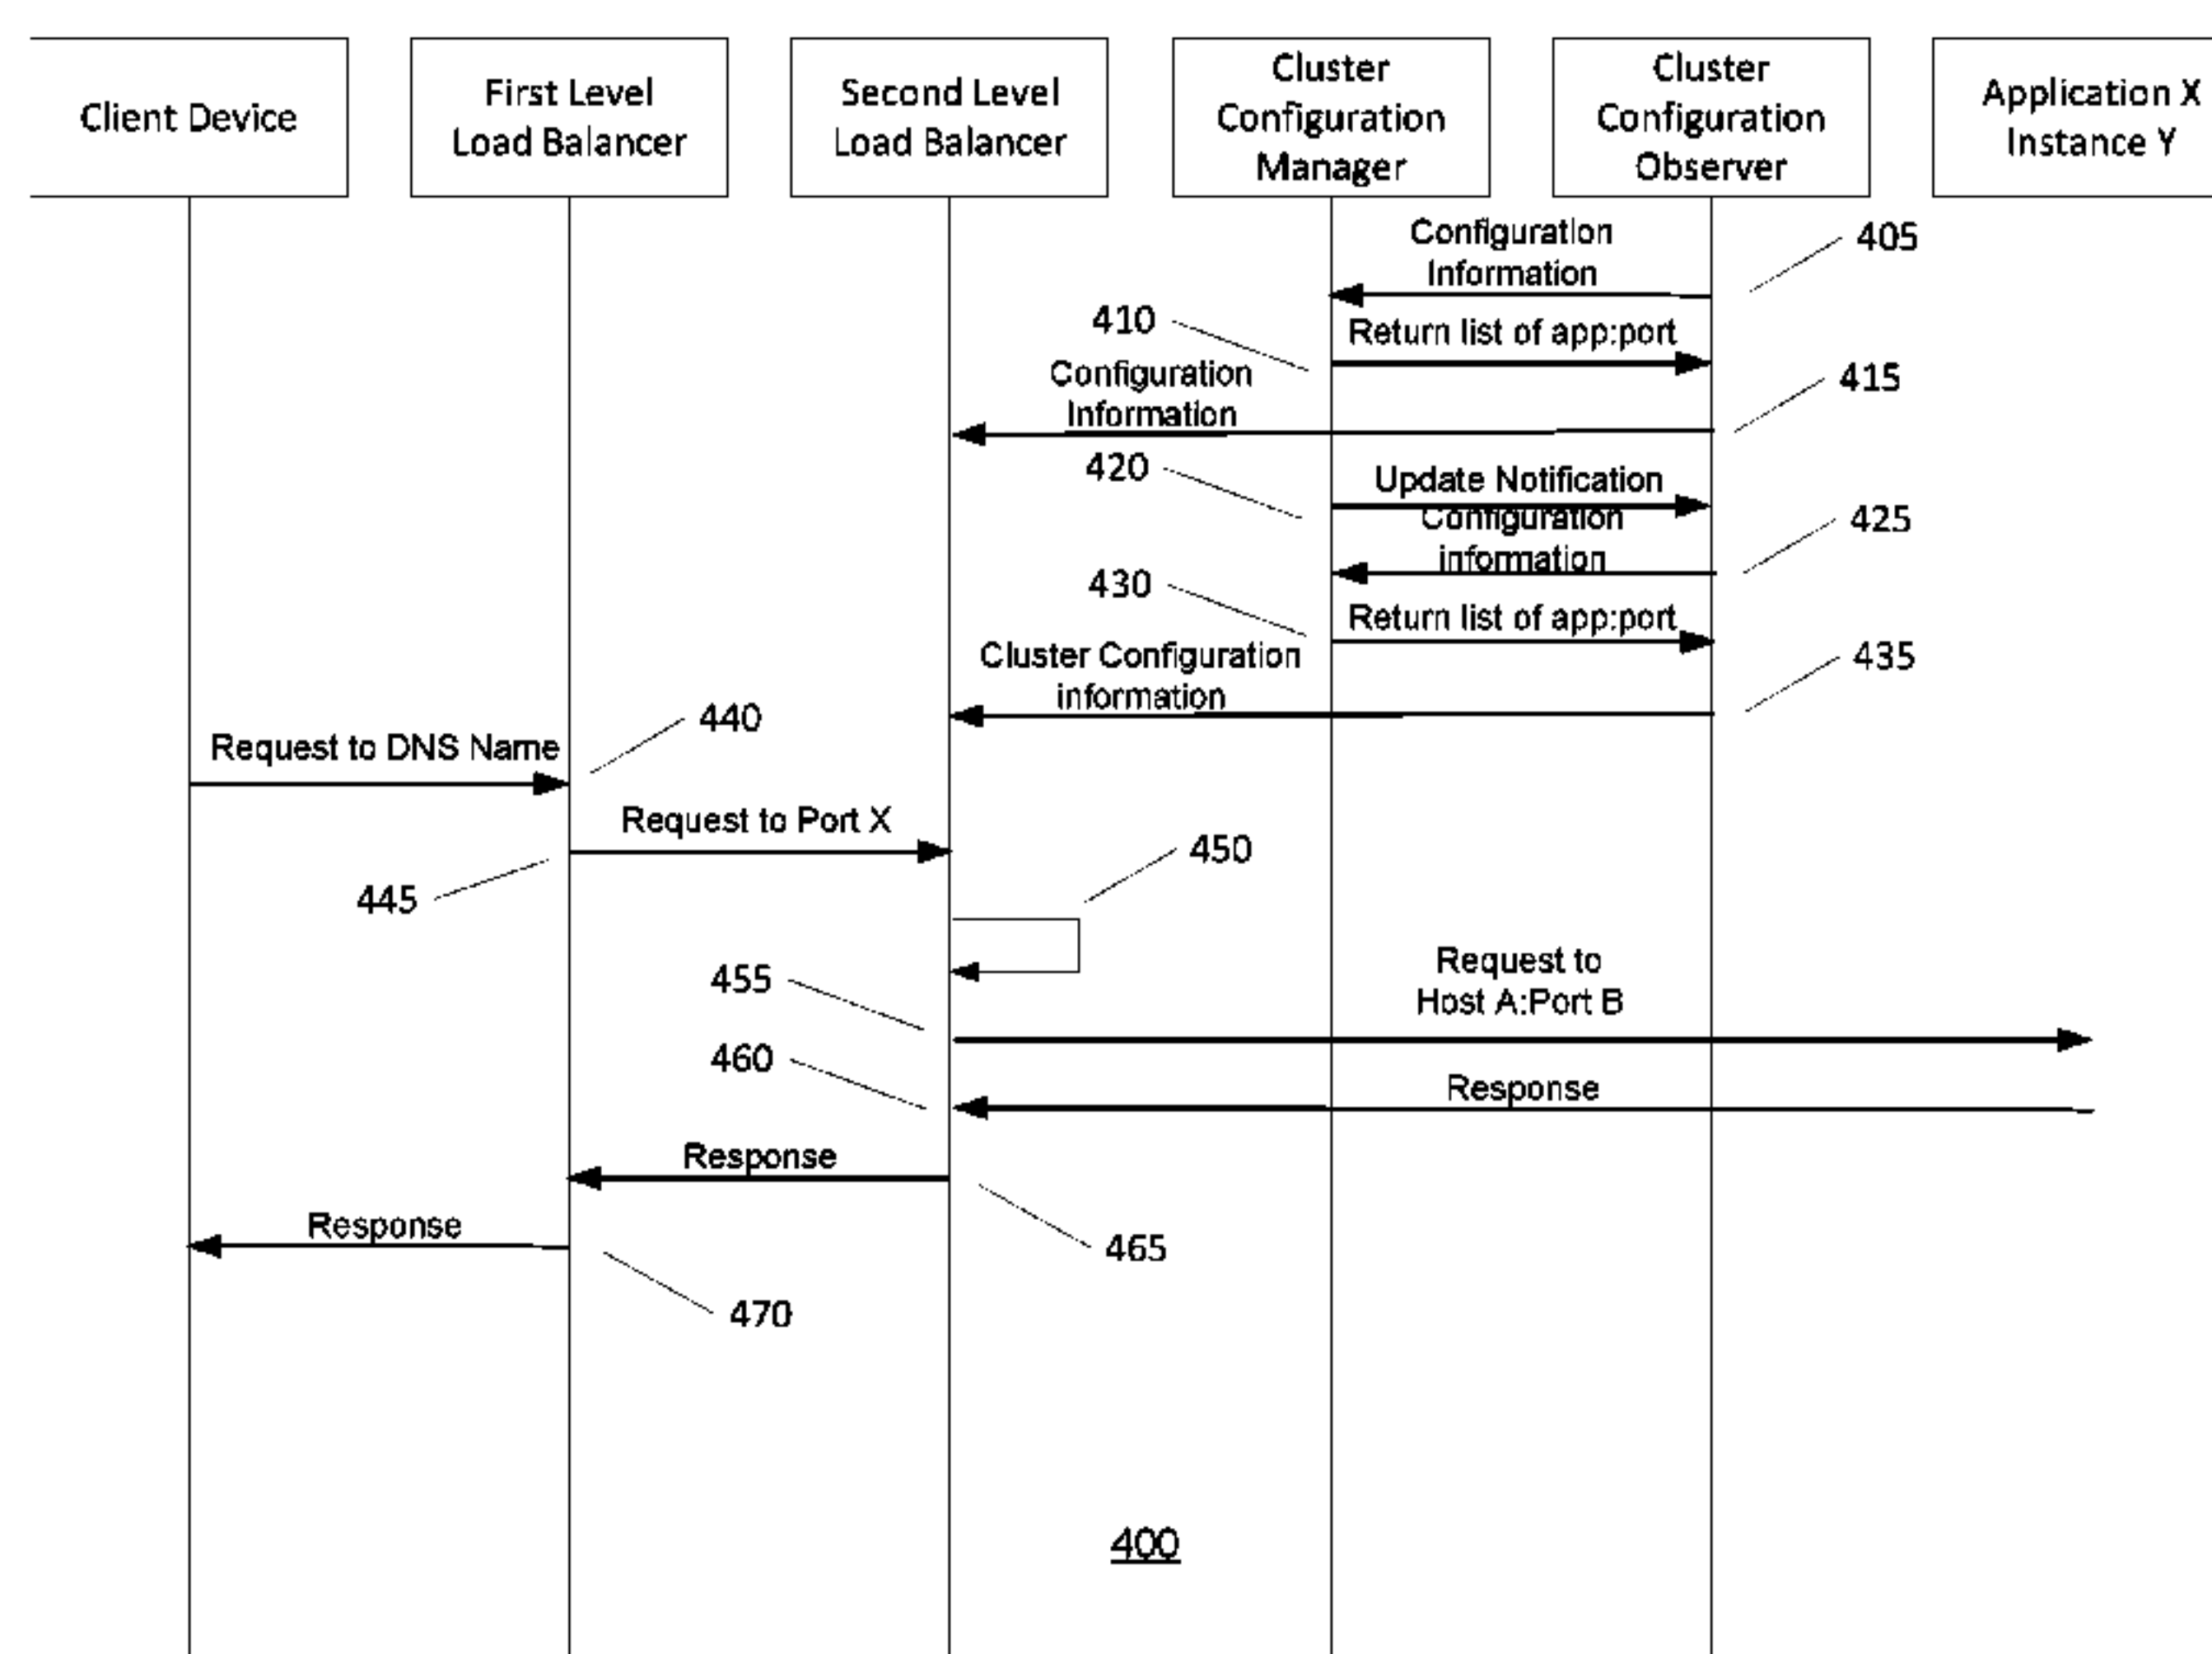 Client Device
First Level
Load Balancer
Second Level
Load Balancer
Cluster
Configuration
Manager
Cluster
Configuration
Observer
Application X
Instance Y
Configuration
Information
405
410
Return list of app:port
Configuration
Information
415
420
Update Notification
Configuration
information
425
430
Return list of app:port
Cluster Configuration
information
435
440
Request to DNS Name
Request to Port X
445
450
455
Request to
Host A:Port B
460
Response
Response
465
Response
470
400